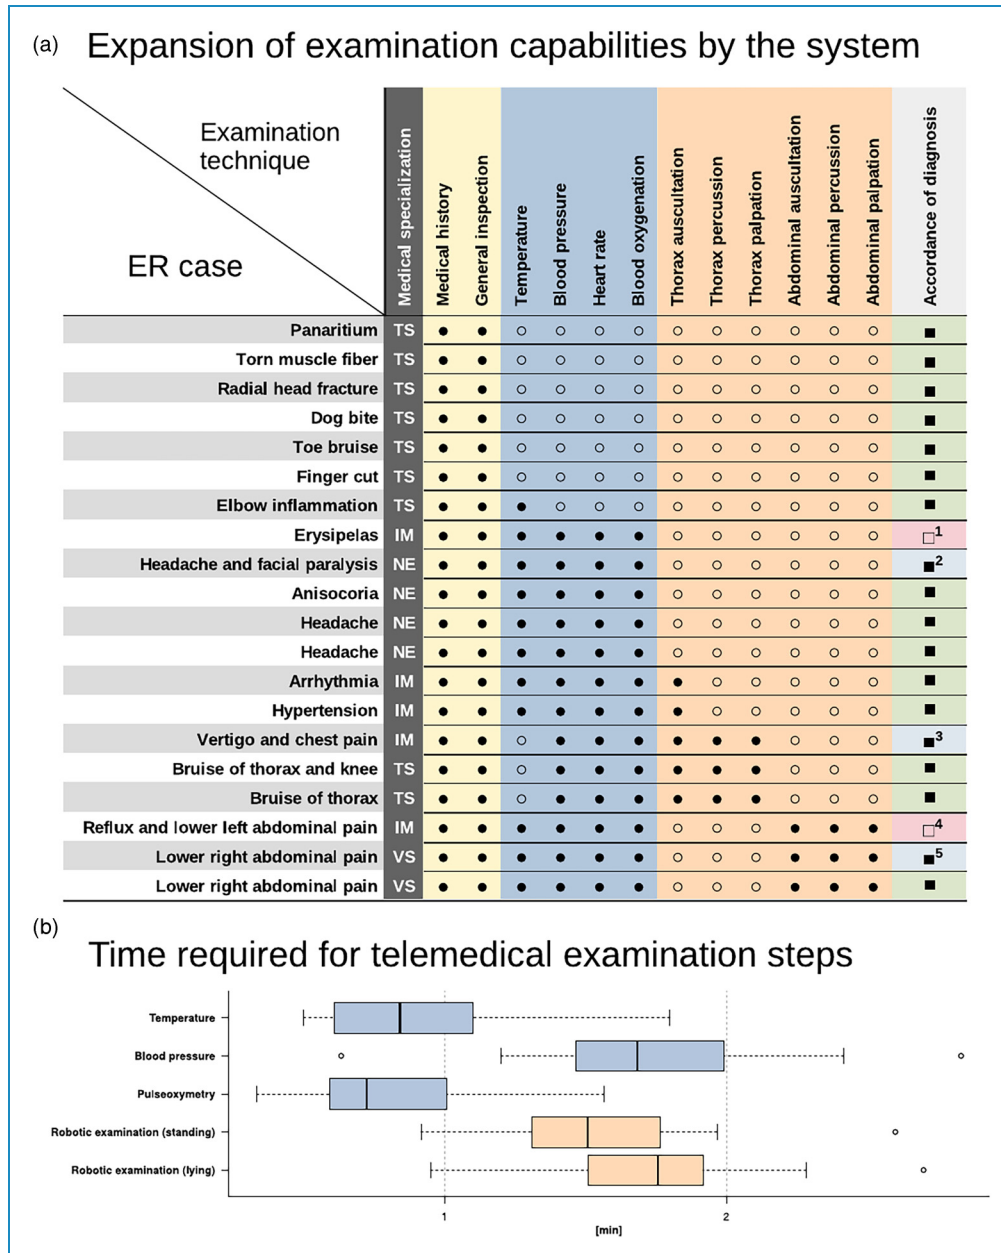 (a) Expansion of examination capabilities by the system
Examination
technique
ER case
Medical specialization
Medical history
General inspection
Temperature
Blood pressure
Heart rate
Blood oxygenation
Thorax auscultation
Thorax percussion
Thorax palpation
Abdominal auscultation
Abdominal percussion
Abdominal palpation
Accordance of diagnosis
Panaritium TS ● ● ○ ○ ○ ○ ○ ○ ○ ○ ○ ○ ■
Torn muscle fiber TS ● ● ○ ○ ○ ○ ○ ○ ○ ○ ○ ○ ■
Radial head fracture TS ● ● ○ ○ ○ ○ ○ ○ ○ ○ ○ ○ ■
Dog bite TS ● ● ○ ○ ○ ○ ○ ○ ○ ○ ○ ○ ■
Toe bruise TS ● ● ○ ○ ○ ○ ○ ○ ○ ○ ○ ○ ■
Finger cut TS ● ● ○ ○ ○ ○ ○ ○ ○ ○ ○ ○ ■
Elbow inflammation TS ● ● ● ○ ○ ○ ○ ○ ○ ○ ○ ○ ■
Erysipelas IM ● ● ● ● ● ● ○ ○ ○ ○ ○ ○ □1
Headache and facial paralysis NE ● ● ● ● ● ● ○ ○ ○ ○ ○ ○ ■2
Anisocoria NE ● ● ● ● ● ● ○ ○ ○ ○ ○ ○ ■
Headache NE ● ● ● ● ● ● ○ ○ ○ ○ ○ ○ ■
Headache NE ● ● ● ● ● ● ○ ○ ○ ○ ○ ○ ■
Arrhythmia IM ● ● ● ● ● ● ● ○ ○ ○ ○ ○ ■
Hypertension IM ● ● ● ● ● ● ● ○ ○ ○ ○ ○ ■
Vertigo and chest pain IM ● ● ○ ● ● ● ● ● ● ○ ○ ○ ■3
Bruise of thorax and knee TS ● ● ○ ● ● ● ● ● ● ○ ○ ○ ■
Bruise of thorax TS ● ● ○ ● ● ● ● ● ● ○ ○ ○ ■
Reflux and lower left abdominal pain IM ● ● ● ● ● ● ○ ○ ○ ● ● ● □4
Lower right abdominal pain VS ● ● ● ● ● ● ○ ○ ○ ● ● ● ■5
Lower right abdominal pain VS ● ● ● ● ● ● ○ ○ ○ ● ● ● ■
(b) Time required for telemedical examination steps
Temperature
Blood pressure
Pulseoxymetry
Robotic examination (standing)
Robotic examination (lying)
1 2
[min]